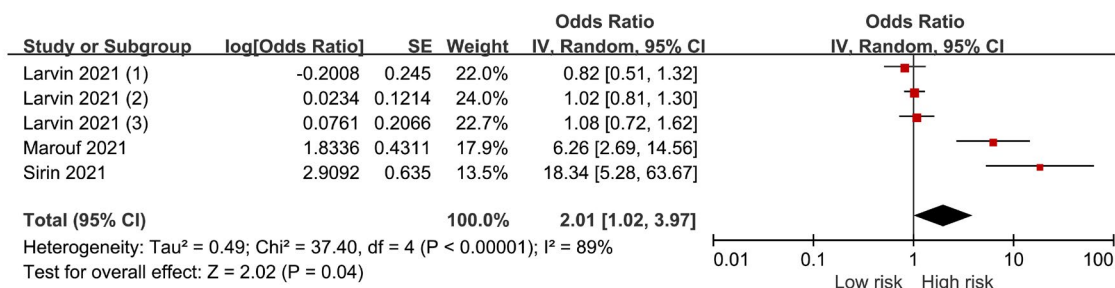 Odds Ratio Odds Ratio
Study or Subgroup log[Odds Ratio] SE Weight IV, Random, 95% CI IV, Random, 95% CI
Larvin 2021 (1) -0.2008 0.245 22.0% 0.82 [0.51, 1.32]
Larvin 2021 (2) 0.0234 0.1214 24.0% 1.02 [0.81, 1.30]
Larvin 2021 (3) 0.0761 0.2066 22.7% 1.08 [0.72, 1.62]
Marouf 2021 1.8336 0.4311 17.9% 6.26 [2.69, 14.56]
Sirin 2021 2.9092 0.635 13.5% 18.34 [5.28, 63.67]
Total (95% CI) 100.0% 2.01 [1.02, 3.97]
Heterogeneity: Tau² = 0.49; Chi² = 37.40, df = 4 (P < 0.00001); I² = 89%
Test for overall effect: Z = 2.02 (P = 0.04)
0.01 0.1 1 10 100
Low risk High risk